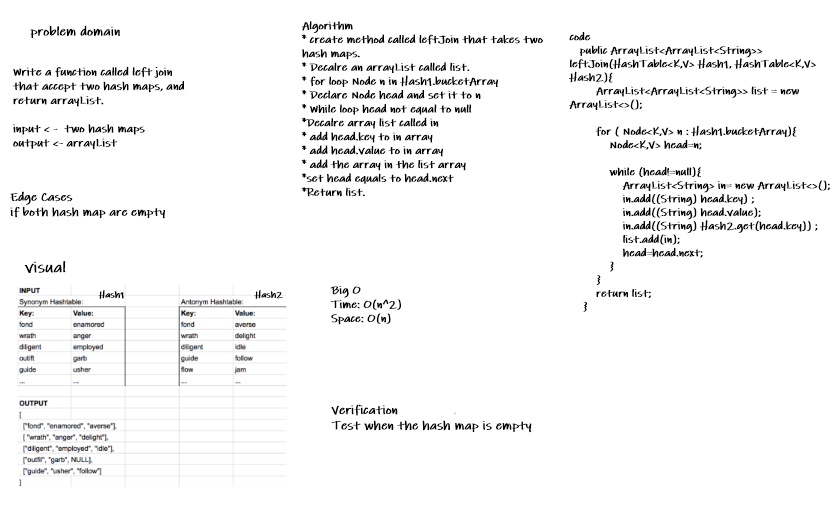 problem domain
Write a function called left join
that accept two hash maps, and
return arrayList.
input <- two hash maps
output <- arrayList
Edge Cases
if both hash map are empty
visual
INPUT
Hash1
Hash2
Synonym Hashtable:
Antonym Hashtable:
Key: Value: Key: Value:
fond enamored fond averse
wrath anger wrath delight
diligent employed diligent idle
outfit garb guide follow
guide usher flow jam
... ... ... ...
OUTPUT
[
["fond", "enamored", "averse"],
[ "wrath", "anger", "delight"],
["diligent", "employed", "idle"],
["outfit", "garb", NULL],
["guide", "usher", "follow"]
]
Algorithm
* create method called leftJoin that takes two
hash maps.
* Decalre an arrayList called list.
* for loop Node n in Hash1.bucketArray
* Declare Node head and set it to n
* While loop head not equal to null
*Decalre array list called in
* add head.key to in array
* add head.value to in array
* add the array in the list array
*set head equals to head.next
*Return list.
Big O
Time: O(n^2)
Space: O(n)
Verification
Test when the hash map is empty
code
public ArrayList<ArrayList<String>>
leftJoin(HashTable<K,V> Hash1, HashTable<K,V>
Hash2){
ArrayList<ArrayList<String>> list = new
ArrayList<>();
for ( Node<K,V> n : Hash1.bucketArray){
Node<K,V> head=n;
while (head!=null){
ArrayList<String> in= new ArrayList<>();
in.add((String) head.key) ;
in.add((String) head.value);
in.add((String) Hash2.get(head.key)) ;
list.add(in);
head=head.next;
}
}
return list;
}